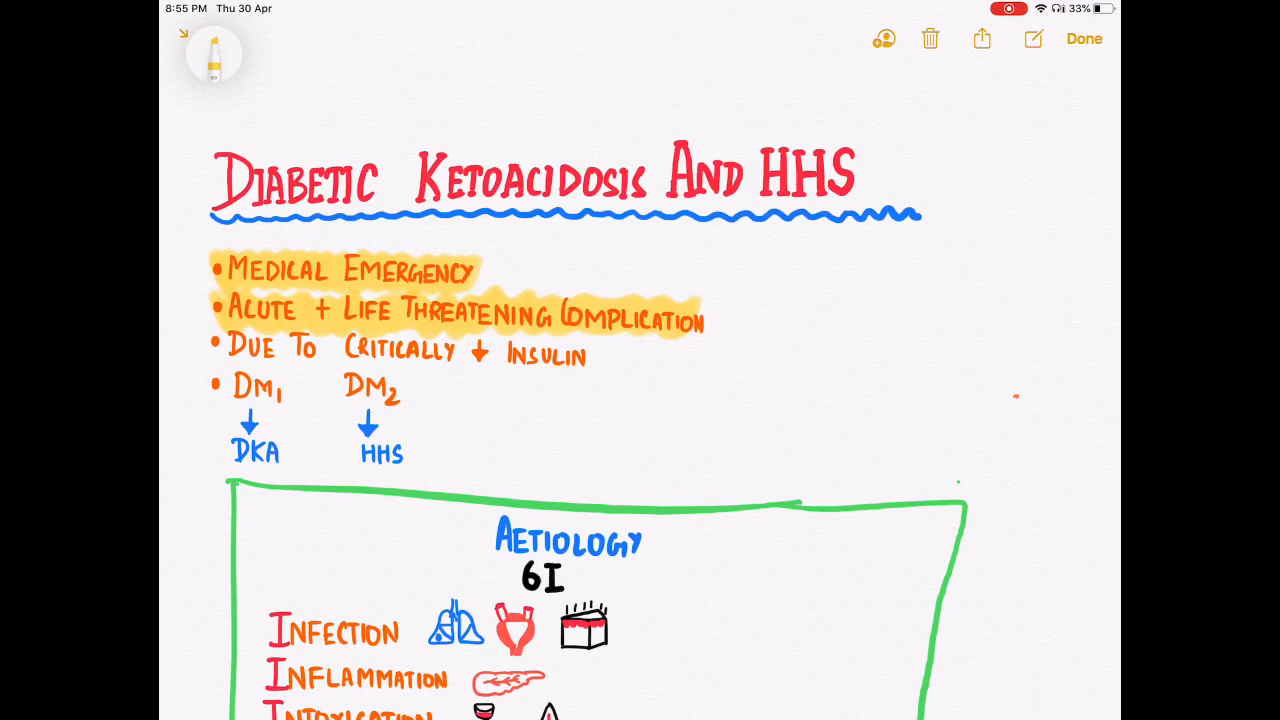 8:55 PM Thu 30 Apr
33%
Done
DIABETIC KETOACIDOSIS AND HHS
• MEDICAL EMERGENCY
• ACUTE + LIFE THREATENING COMPLICATION
• DUE TO CRITICALLY ↓ INSULIN
• DM1 DM2
↓ ↓
DKA HHS
AETIOLOGY
6I
INFECTION
INFLAMMATION
INTOXICATION